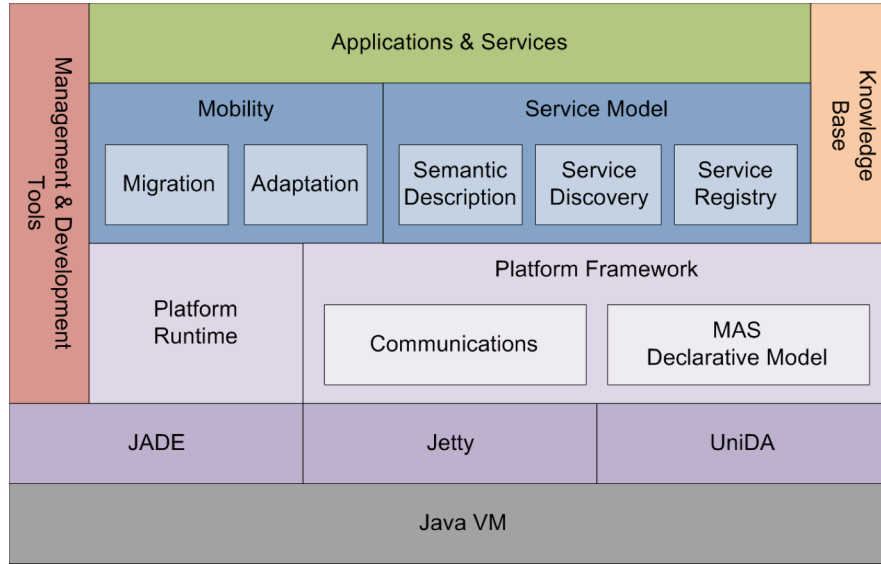 Applications & Services
Management & Development
Tools
Knowledge
Base
Mobility
Service Model
Migration
Adaptation
Semantic
Description
Service
Discovery
Service
Registry
Platform
Runtime
Platform Framework
Communications
MAS
Declarative Model
JADE
Jetty
UniDA
Java VM